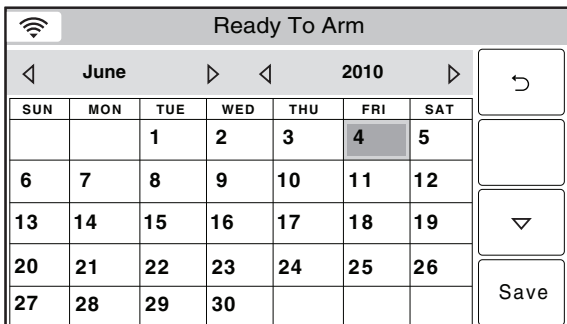 Ready To Arm
June 2010
SUN MON TUE WED THU FRI SAT
1 2 3 4 5
6 7 8 9 10 11 12
13 14 15 16 17 18 19
20 21 22 23 24 25 26
27 28 29 30
Save